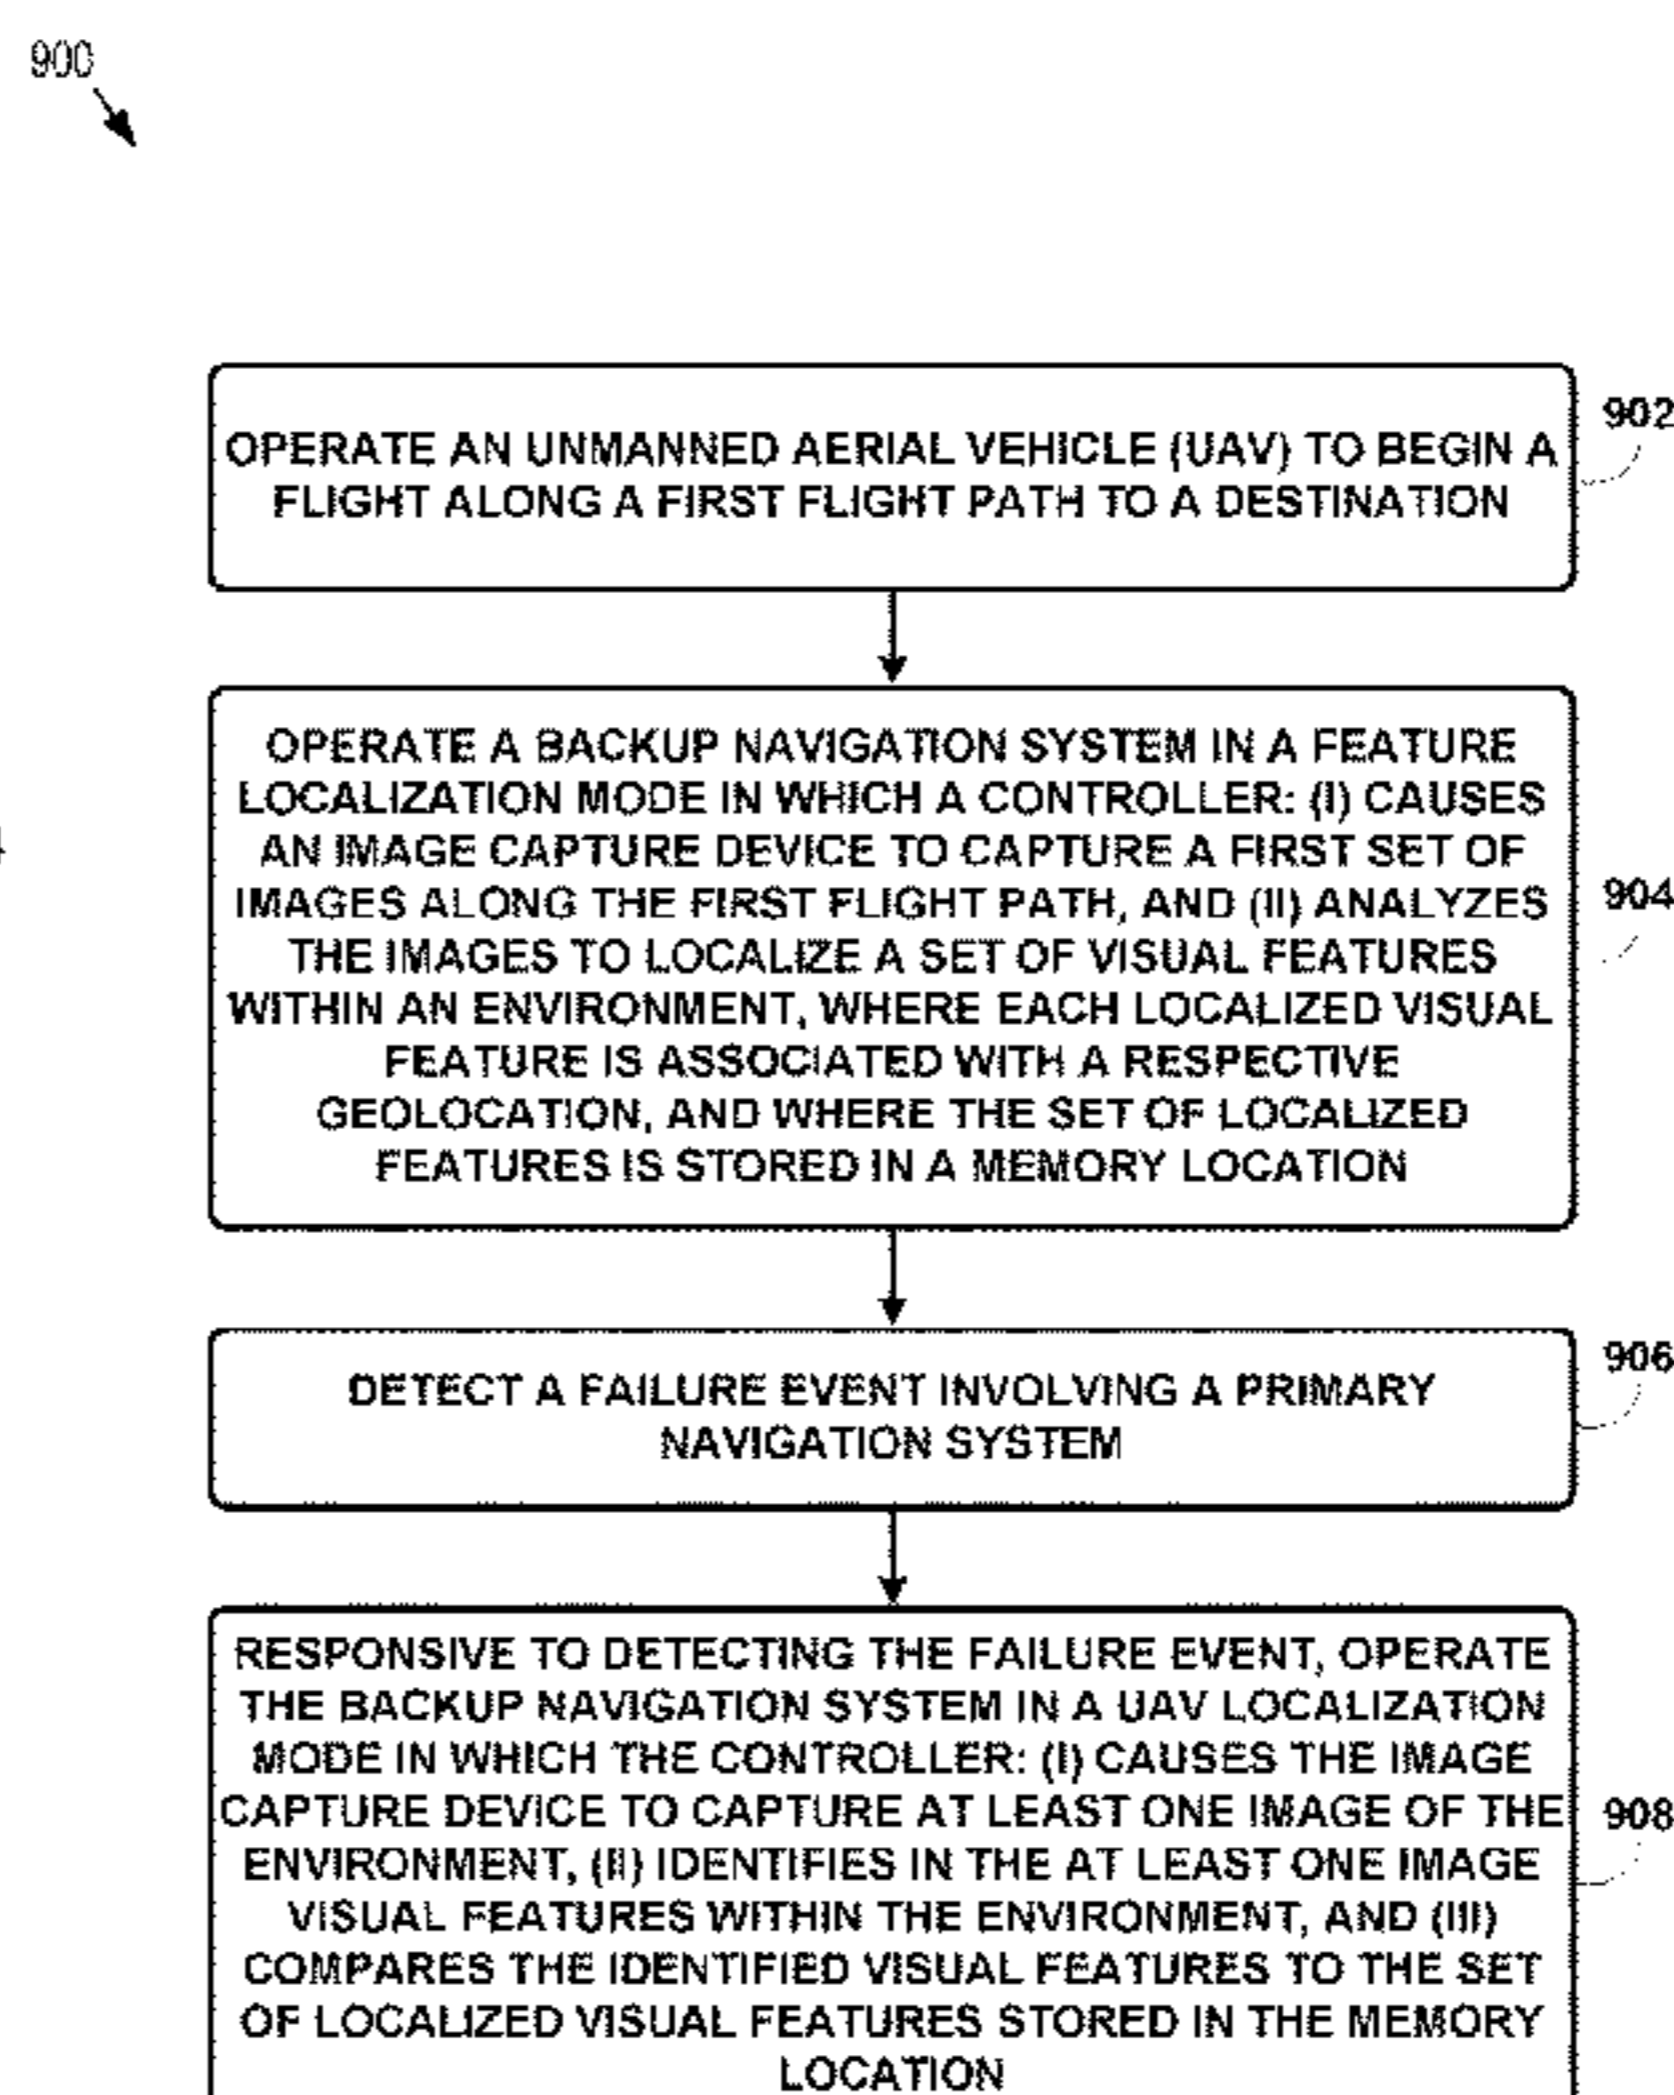 900
902
OPERATE AN UNMANNED AERIAL VEHICLE (UAV) TO BEGIN A
FLIGHT ALONG A FIRST FLIGHT PATH TO A DESTINATION
OPERATE A BACKUP NAVIGATION SYSTEM IN A FEATURE
LOCALIZATION MODE IN WHICH A CONTROLLER: (I) CAUSES
AN IMAGE CAPTURE DEVICE TO CAPTURE A FIRST SET OF
IMAGES ALONG THE FIRST FLIGHT PATH, AND (II) ANALYZES
904
THE IMAGES TO LOCALIZE A SET OF VISUAL FEATURES
WITHIN AN ENVIRONMENT, WHERE EACH LOCALIZED VISUAL
FEATURE IS ASSOCIATED WITH A RESPECTIVE
GEOLOCATION, AND WHERE THE SET OF LOCALIZED
FEATURES IS STORED IN A MEMORY LOCATION
906
DETECT A FAILURE EVENT INVOLVING A PRIMARY
NAVIGATION SYSTEM
RESPONSIVE TO DETECTING THE FAILURE EVENT, OPERATE
THE BACKUP NAVIGATION SYSTEM IN A UAV LOCALIZATION
MODE IN WHICH THE CONTROLLER: (I) CAUSES THE IMAGE
CAPTURE DEVICE TO CAPTURE AT LEAST ONE IMAGE OF THE
908
ENVIRONMENT, (II) IDENTIFIES IN THE AT LEAST ONE IMAGE
VISUAL FEATURES WITHIN THE ENVIRONMENT, AND (III)
COMPARES THE IDENTIFIED VISUAL FEATURES TO THE SET
OF LOCALIZED VISUAL FEATURES STORED IN THE MEMORY
LOCATION